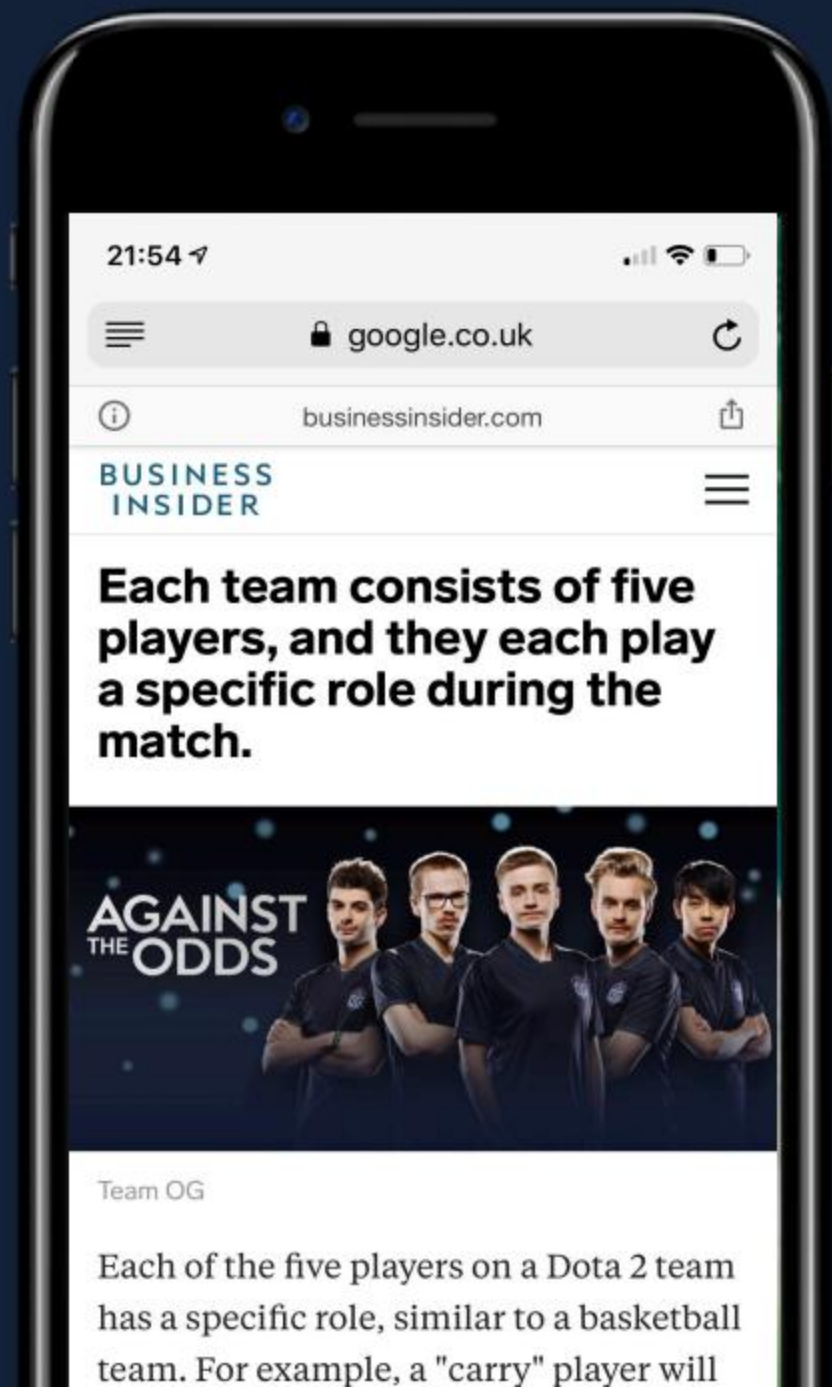 21:54
google.co.uk
businessinsider.com
BUSINESS
INSIDER
Each team consists of five
players, and they each play
a specific role during the
match.
AGAINST
THE ODDS
Team OG
Each of the five players on a Dota 2 team
has a specific role, similar to a basketball
team. For example, a "carry" player will